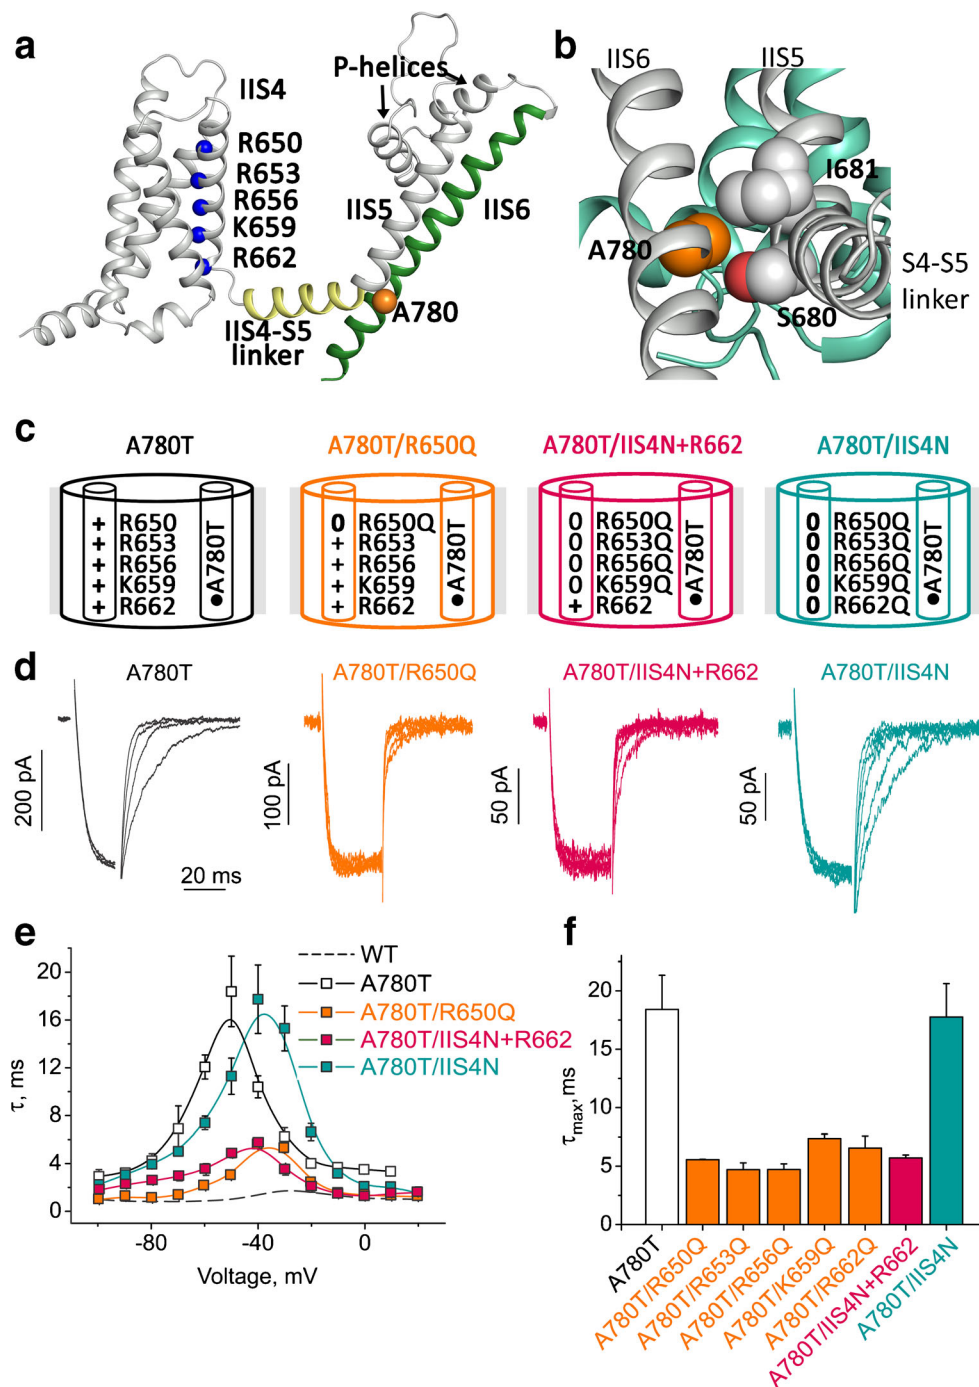 a
IIS4
R650
R653
R656
K659
R662
IIS4-S5
linker
P-helices
IIS5
IIS6
A780
b
IIS6
IIS5
I681
A780
S4-S5
linker
S680
c
A780T
A780T/R650Q
A780T/IIS4N+R662
A780T/IIS4N
+ R650
+ R653
+ R656
+ K659
+ R662
●A780T
0 R650Q
+ R653
+ R656
+ K659
+ R662
●A780T
0 R650Q
0 R653Q
0 R656Q
0 K659Q
+ R662
●A780T
0 R650Q
0 R653Q
0 R656Q
0 K659Q
0 R662Q
●A780T
d
A780T
A780T/R650Q
A780T/IIS4N+R662
A780T/IIS4N
200 pA
100 pA
50 pA
50 pA
20 ms
e
WT
A780T
A780T/R650Q
A780T/IIS4N+R662
A780T/IIS4N
τ, ms
20
16
12
8
4
0
-80
-40
0
Voltage, mV
f
τmax, ms
20
15
10
5
0
A780T
A780T/R650Q
A780T/R653Q
A780T/R656Q
A780T/K659Q
A780T/R662Q
A780T/IIS4N+R662
A780T/IIS4N